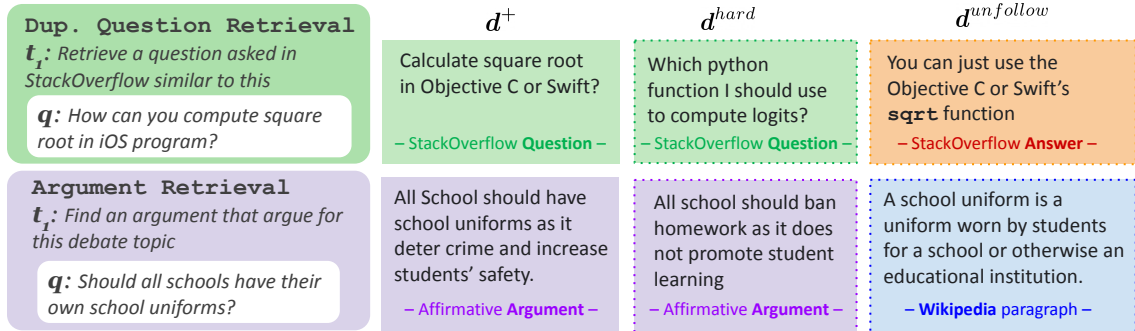 Dup. Question Retrieval
t₁: Retrieve a question asked in
StackOverflow similar to this
q: How can you compute square
root in iOS program?
d⁺
Calculate square root
in Objective C or Swift?
– StackOverflow Question –
d^hard
Which python
function I should use
to compute logits?
– StackOverflow Question –
d^unfollow
You can just use the
Objective C or Swift's
sqrt function
– StackOverflow Answer –
Argument Retrieval
t₁: Find an argument that argue for
this debate topic
q: Should all schools have their
own school uniforms?
All School should have
school uniforms as it
deter crime and increase
students' safety.
– Affirmative Argument –
All School should ban
homework as it does
not promote student
learning
– Affirmative Argument –
A school uniform is a
uniform worn by students
for a school or otherwise an
educational institution.
– Wikipedia paragraph –